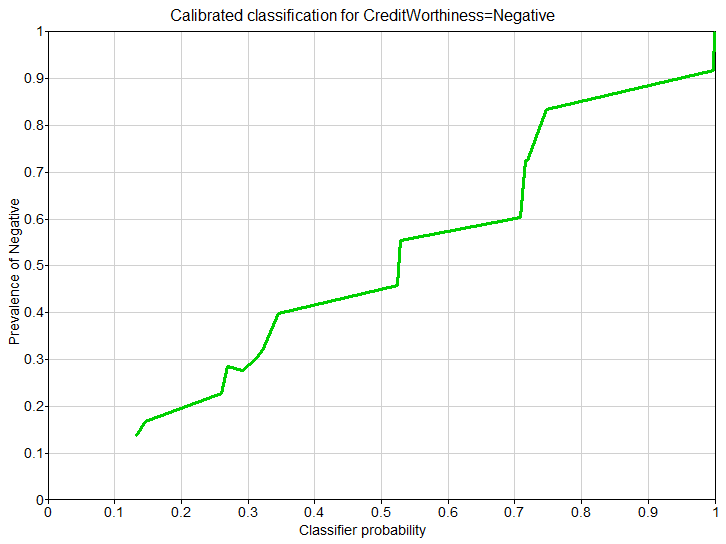 Calibrated classification for CreditWorthiness=Negative
1
0.9
0.8
0.7
0.6
0.5
0.4
0.3
0.2
0.1
0
Prevalence of Negative
0 0.1 0.2 0.3 0.4 0.5 0.6 0.7 0.8 0.9 1
Classifier probability